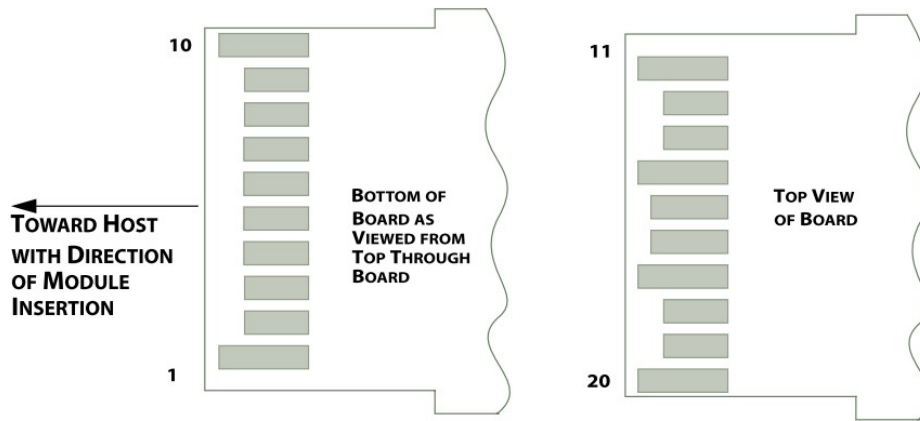 10
1
TOWARD HOST
WITH DIRECTION
OF MODULE
INSERTION
BOTTOM OF
BOARD AS
VIEWED FROM
TOP THROUGH
BOARD
11
20
TOP VIEW
OF BOARD